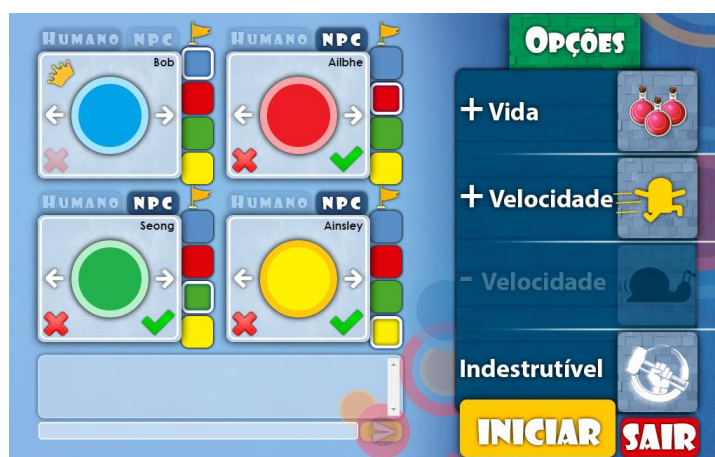 HUMANO NPC
Bob
HUMANO NPC
Ailbhe
HUMANO NPC
Seong
HUMANO NPC
Ainsley
OPÇÕES
+ Vida
+ Velocidade
- Velocidade
Indestrutível
INICIAR
SAIR